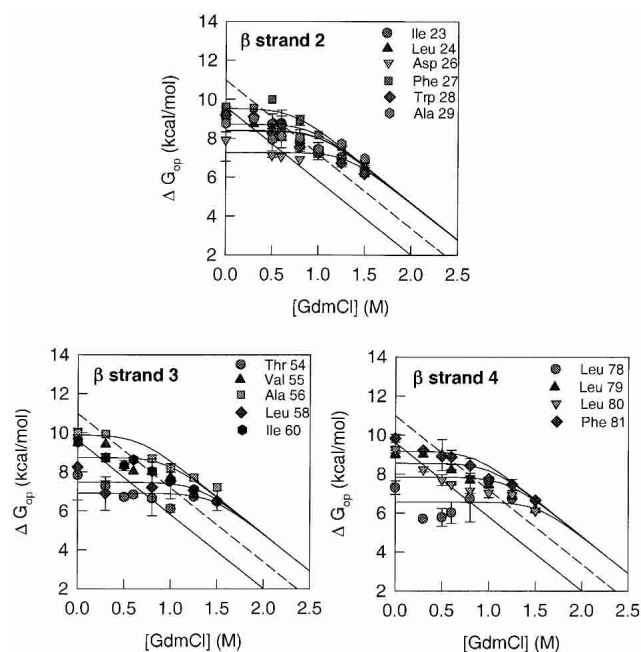 β strand 2
Ile 23
Leu 24
Asp 26
Phe 27
Trp 28
Ala 29
14
12
10
8
6
4
2
Δ Gop (kcal/mol)
0.0 0.5 1.0 1.5 2.0 2.5
[GdmCl] (M)
β strand 3
Thr 54
Val 55
Ala 56
Leu 58
Ile 60
14
12
10
8
6
4
2
Δ Gop (kcal/mol)
0.0 0.5 1.0 1.5 2.0 2.5
[GdmCl] (M)
β strand 4
Leu 78
Leu 79
Leu 80
Phe 81
14
12
10
8
6
4
2
Δ Gop (kcal/mol)
0.0 0.5 1.0 1.5 2.0 2.5
[GdmCl] (M)